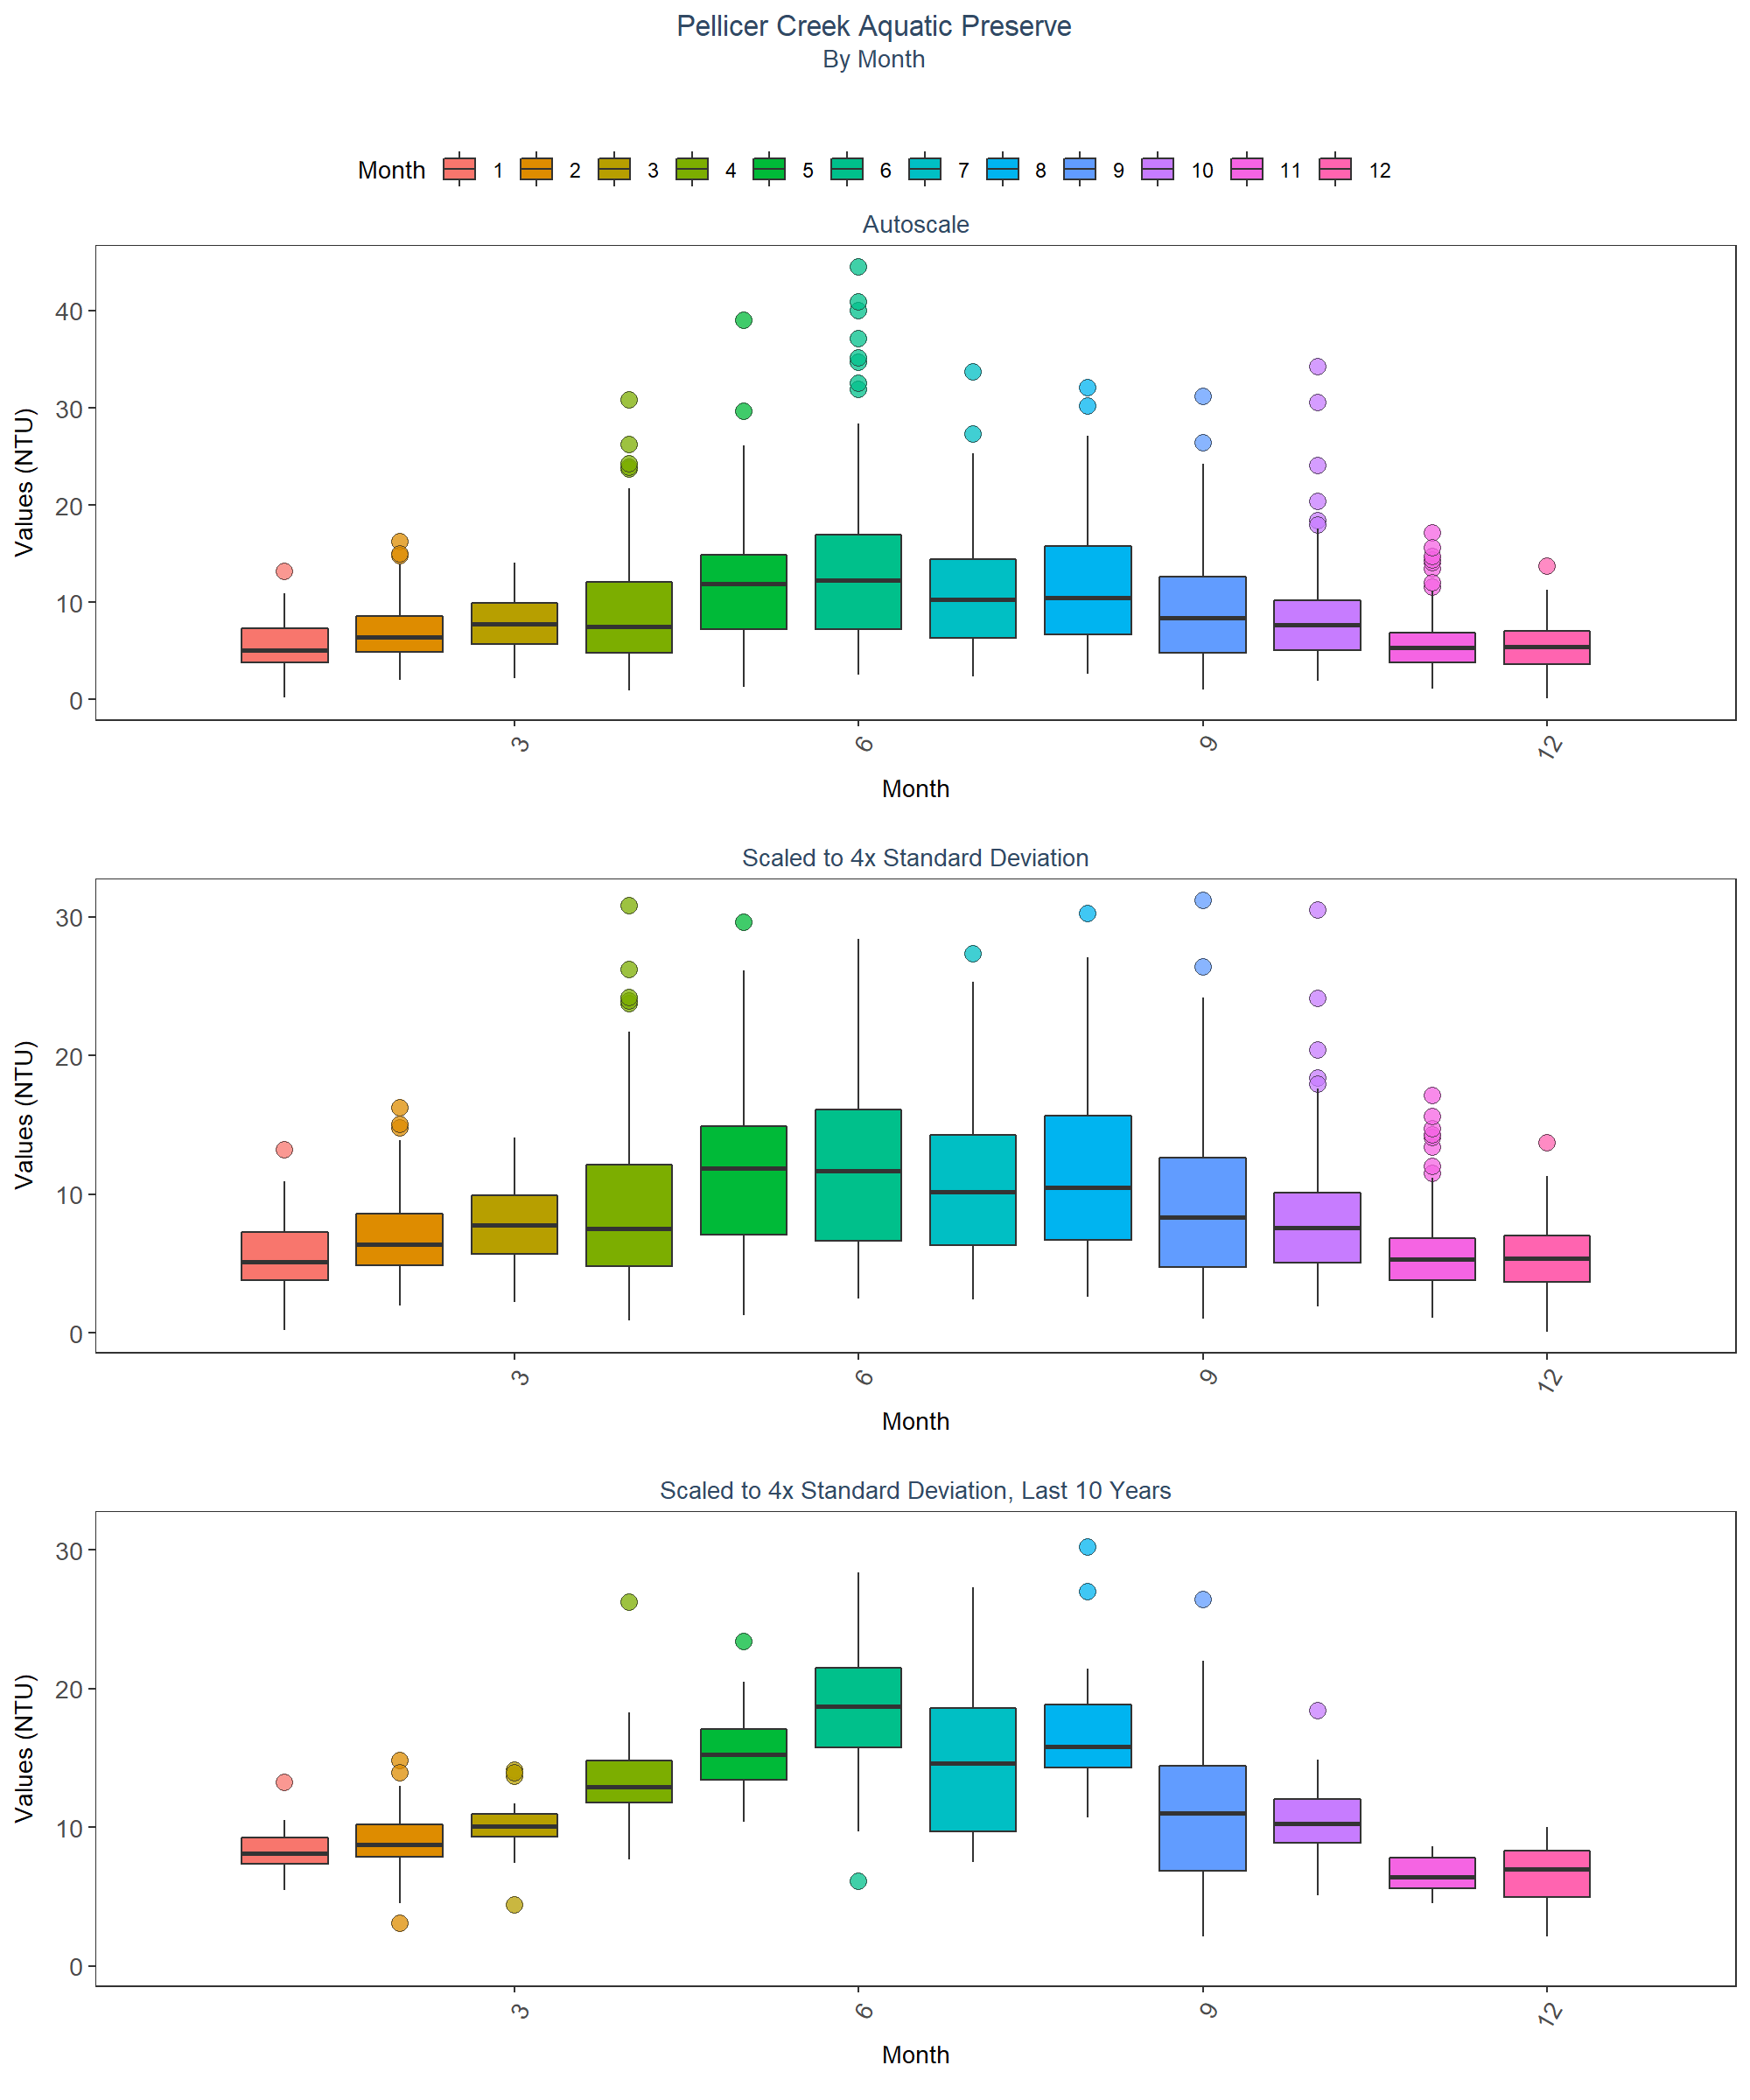 Pellicer Creek Aquatic Preserve
By Month
Month 1 2 3 4 5 6 7 8 9 10 11 12
Autoscale
Values (NTU)
40
30
20
10
0
3 6 9 12
Month
Scaled to 4x Standard Deviation
Values (NTU)
30
20
10
0
3 6 9 12
Month
Scaled to 4x Standard Deviation, Last 10 Years
Values (NTU)
30
20
10
0
3 6 9 12
Month